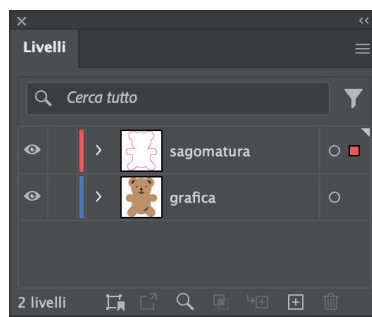 Livelli
Cerca tutto
sagomatura
grafica
2 livelli